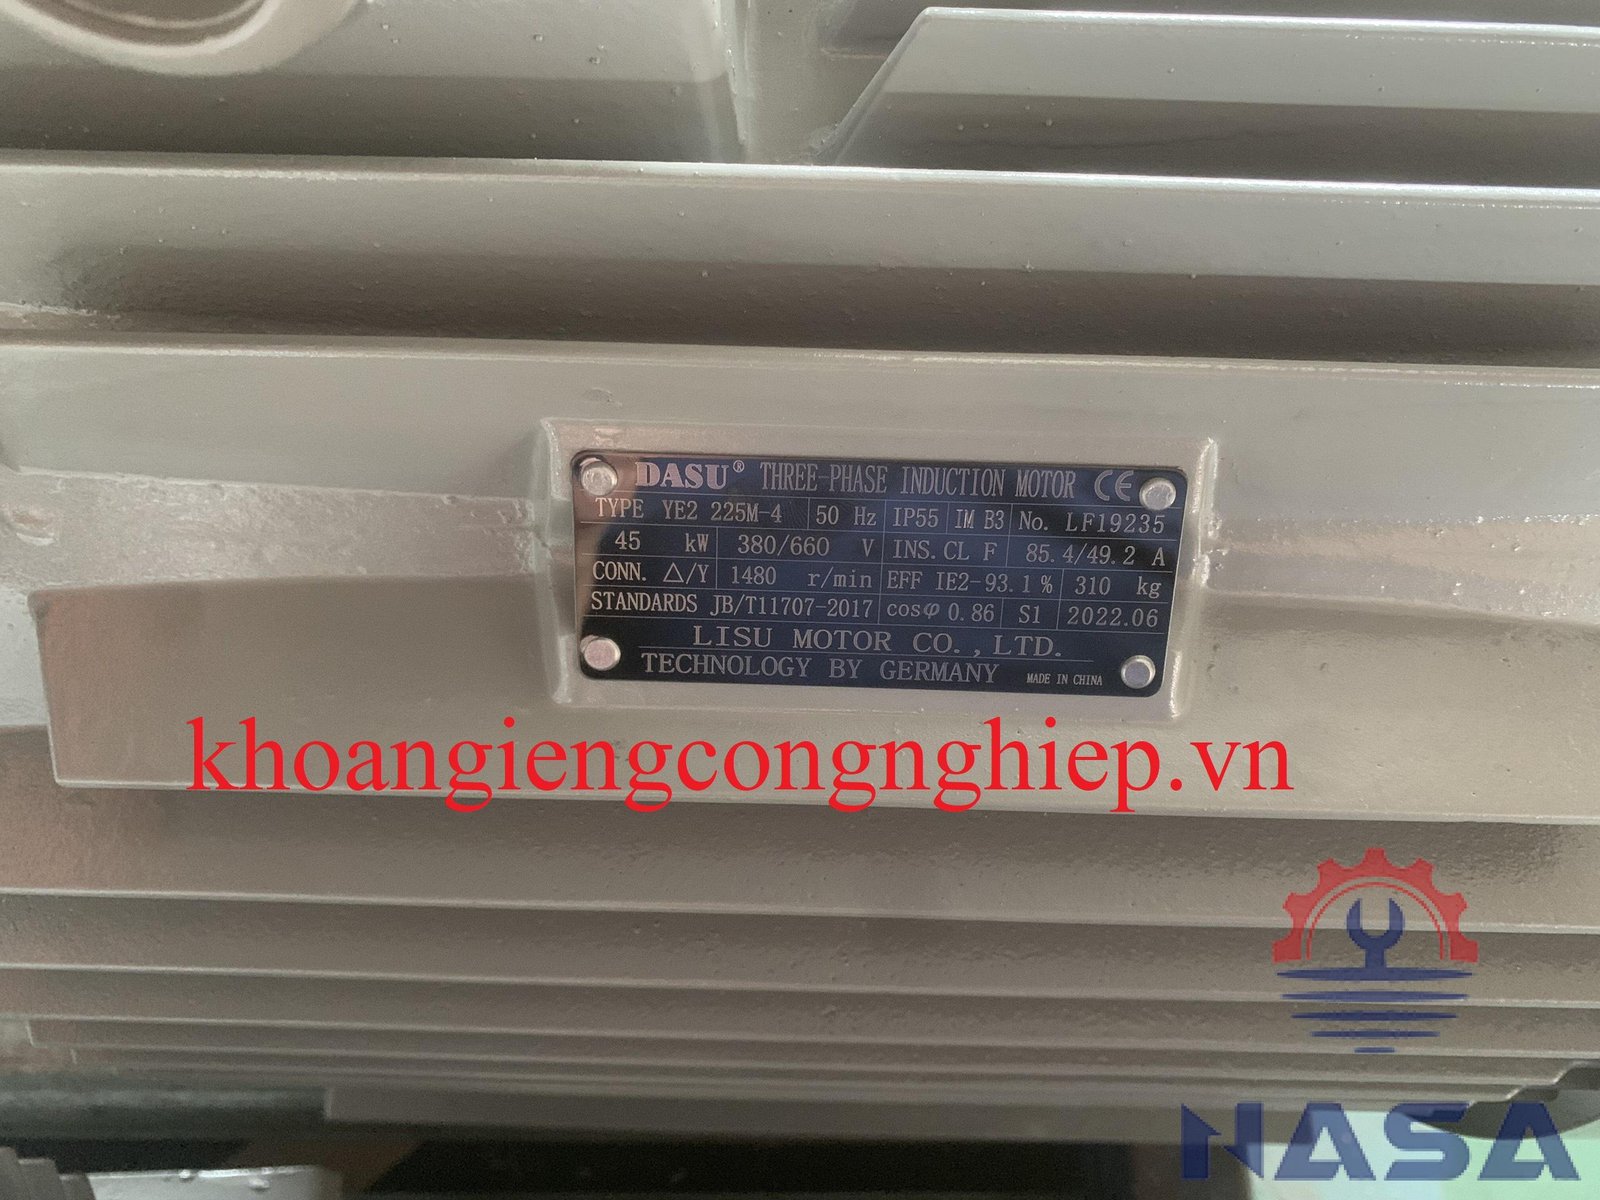 DASU® THREE-PHASE INDUCTION MOTOR CE
TYPE YE2 225M-4 50 Hz IP55 IM B3 No. LF19235
45 kW 380/660 V INS.CL F 85.4/49.2 A
CONN. △/Y 1480 r/min EFF IE2-93.1% 310 kg
STANDARDS JB/T11707-2017 cosφ 0.86 S1 2022.06
LISU MOTOR CO.,LTD.
TECHNOLOGY BY GERMANY MADE IN CHINA
khoangiengcongnghiep.vn
NASA